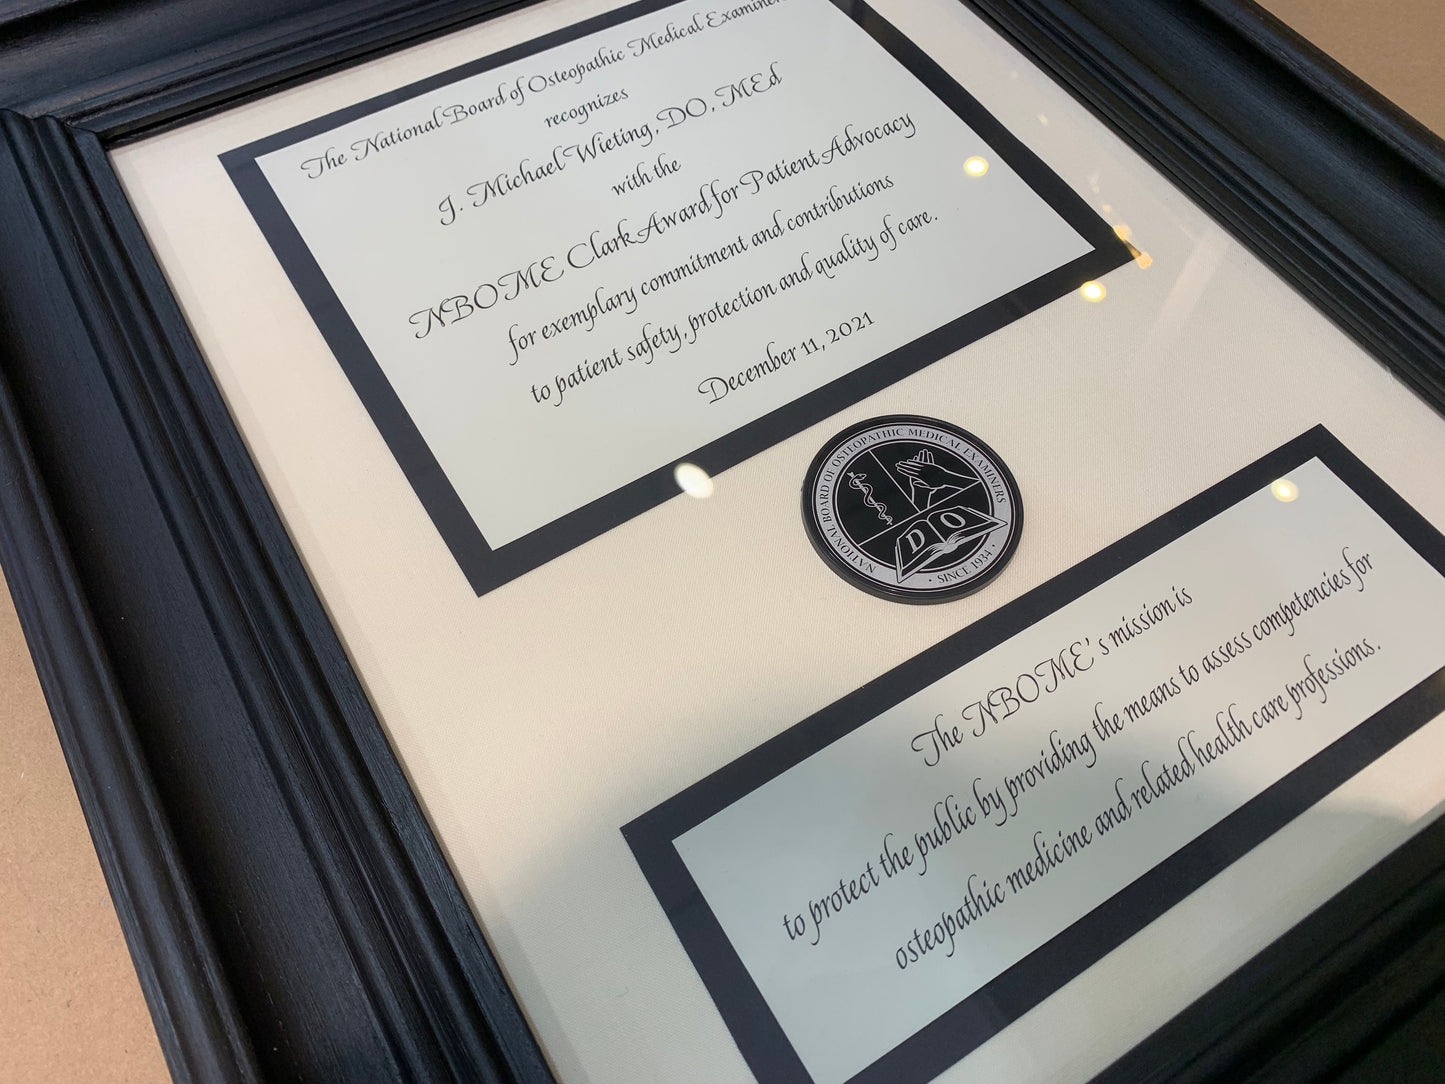 The National Board of Osteopathic Medical Examiners
recognizes
J. Michael Wieting, DO, MEd
with the
NBOME Clark Award for Patient Advocacy
for exemplary commitment and contributions
to patient safety, protection and quality of care.
December 11, 2021
NATIONAL BOARD OF OSTEOPATHIC MEDICAL EXAMINERS
DO
• SINCE 1934 •
The NBOME's mission is
to protect the public by providing the means to assess competencies for
osteopathic medicine and related health care professions.